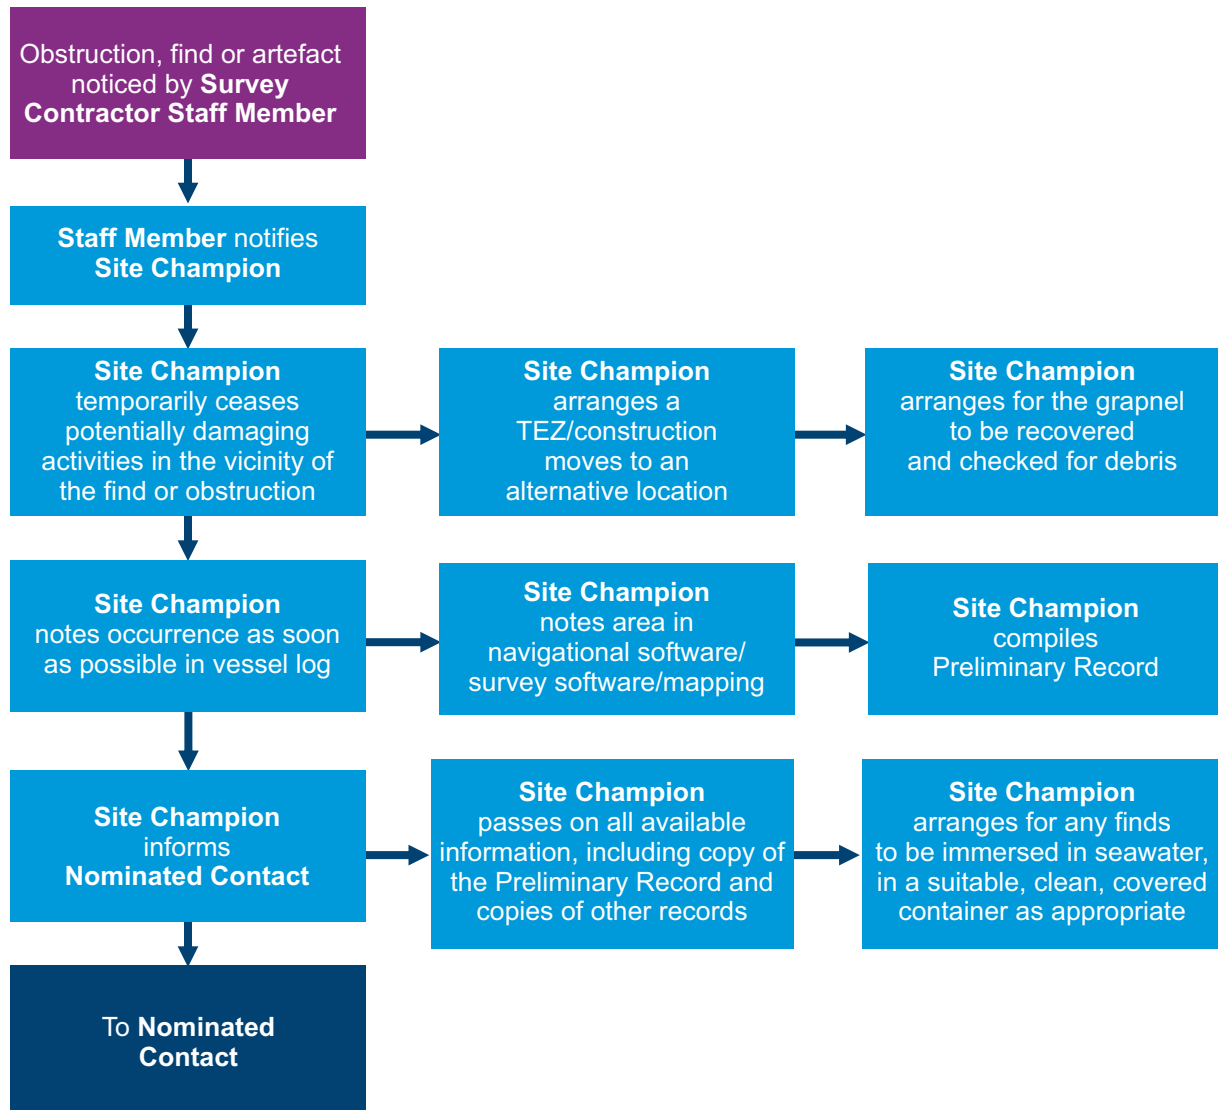 Obstruction, find or artefact
noticed by Survey
Contractor Staff Member
Staff Member notifies
Site Champion
Site Champion
temporarily ceases
potentially damaging
activities in the vicinity of
the find or obstruction
Site Champion
arranges a
TEZ/construction
moves to an
alternative location
Site Champion
arranges for the grapnel
to be recovered
and checked for debris
Site Champion
notes occurrence as soon
as possible in vessel log
Site Champion
notes area in
navigational software/
survey software/mapping
Site Champion
compiles
Preliminary Record
Site Champion
informs
Nominated Contact
Site Champion
passes on all available
information, including copy of
the Preliminary Record and
copies of other records
Site Champion
arranges for any finds
to be immersed in seawater,
in a suitable, clean, covered
container as appropriate
To Nominated
Contact